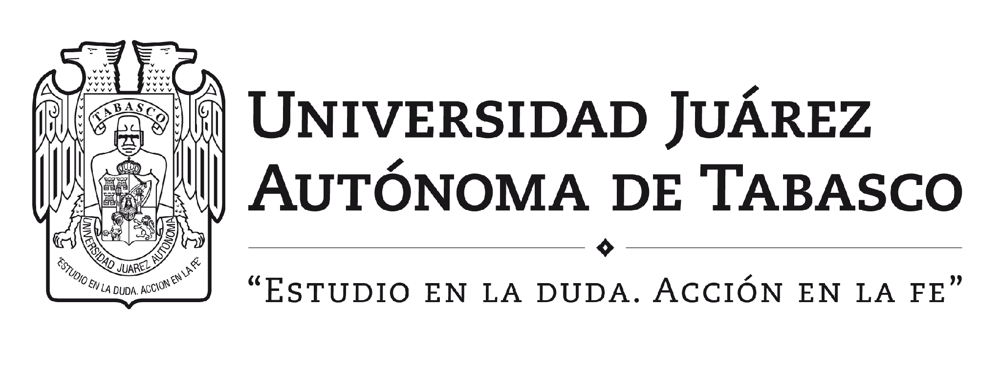 TABASCO
UNIVERSIDAD JUAREZ AUTONOMA
"ESTUDIO EN LA DUDA. ACCION EN LA FE"
UNIVERSIDAD JUÁREZ
AUTÓNOMA DE TABASCO
“ESTUDIO EN LA DUDA. ACCIÓN EN LA FE”